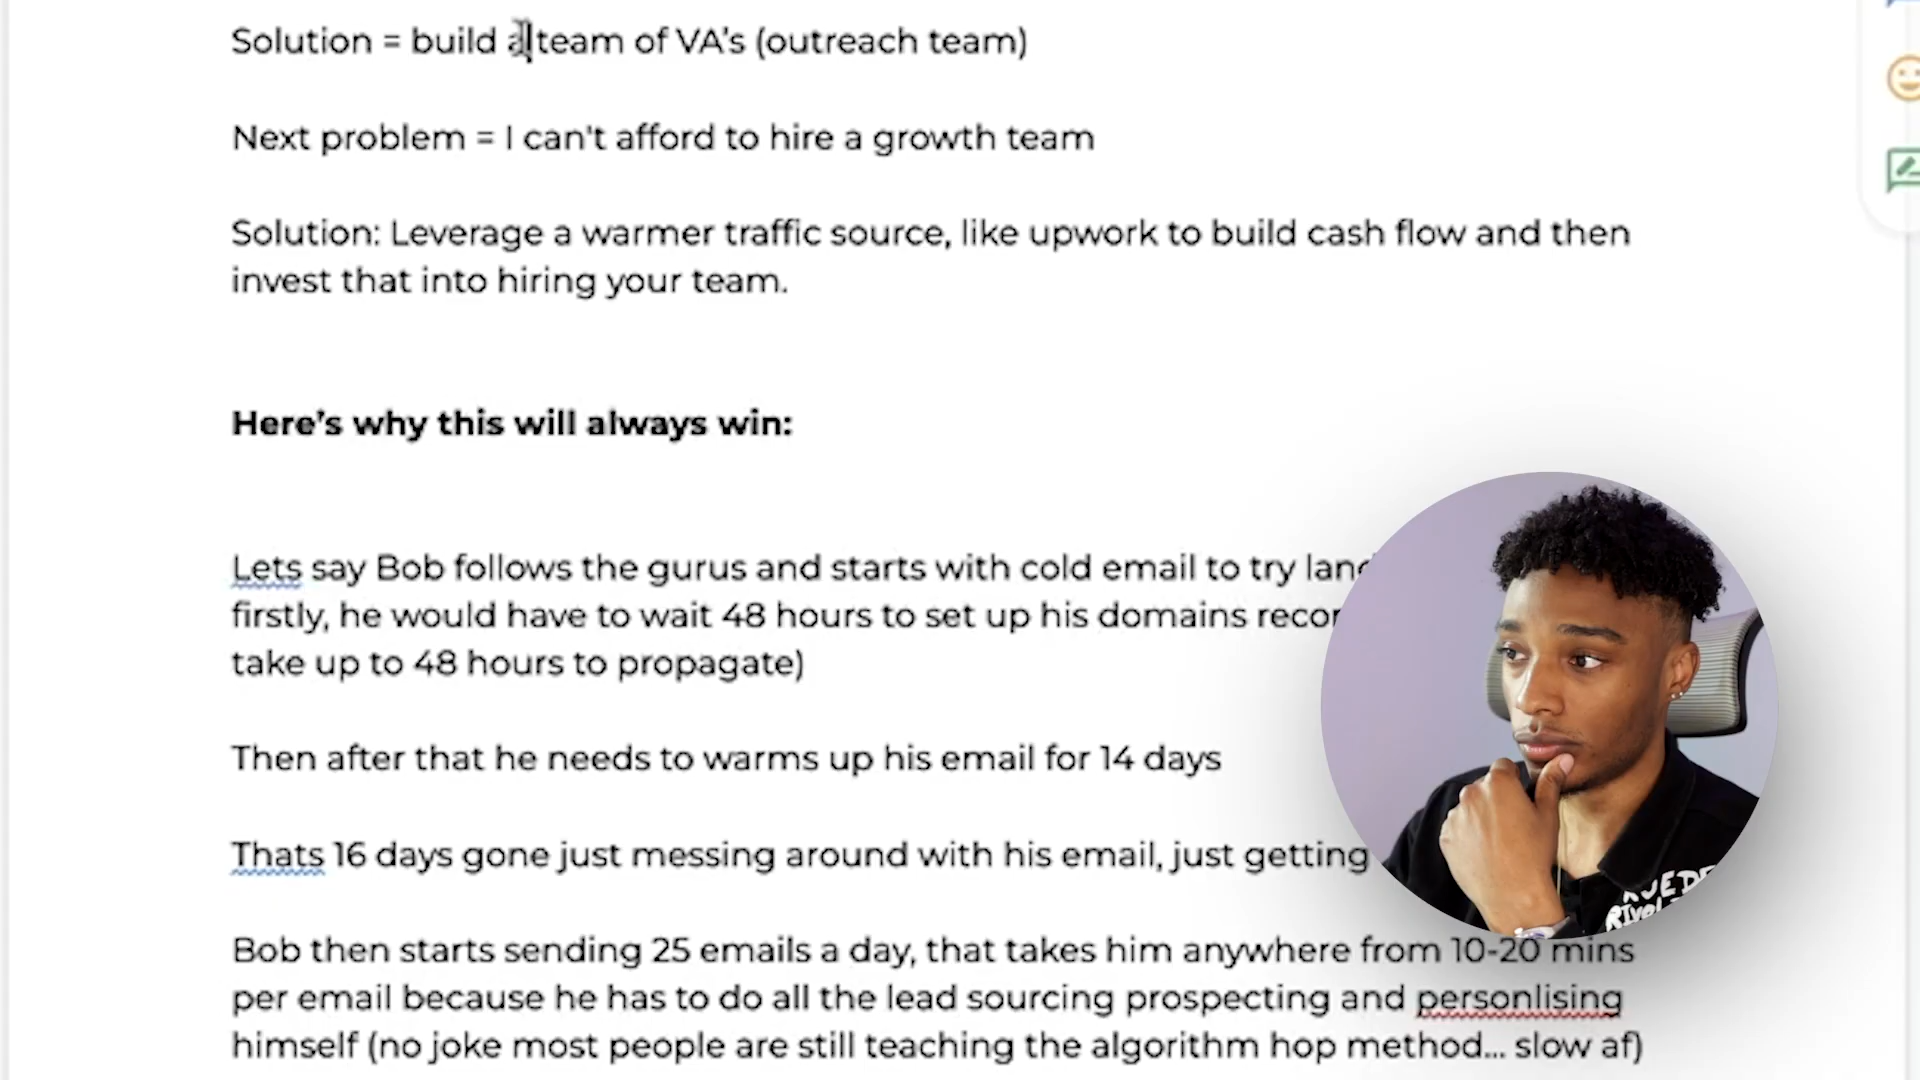 Solution = build a team of VA's (outreach team)
Next problem = I can't afford to hire a growth team
Solution: Leverage a warmer traffic source, like upwork to build cash flow and then
invest that into hiring your team.
Here's why this will always win:
Lets say Bob follows the gurus and starts with cold email to try
firstly, he would have to wait 48 hours to set up his domains
take up to 48 hours to propagate)
Then after that he needs to warms up his email for 14 days
Thats 16 days gone just messing around with his email, just getting
Bob then starts sending 25 emails a day, that takes him anywhere from 10-20 mins
per email because he has to do all the lead sourcing prospecting and personlising
himself (no joke most people are still teaching the algorithm hop method... slow af)